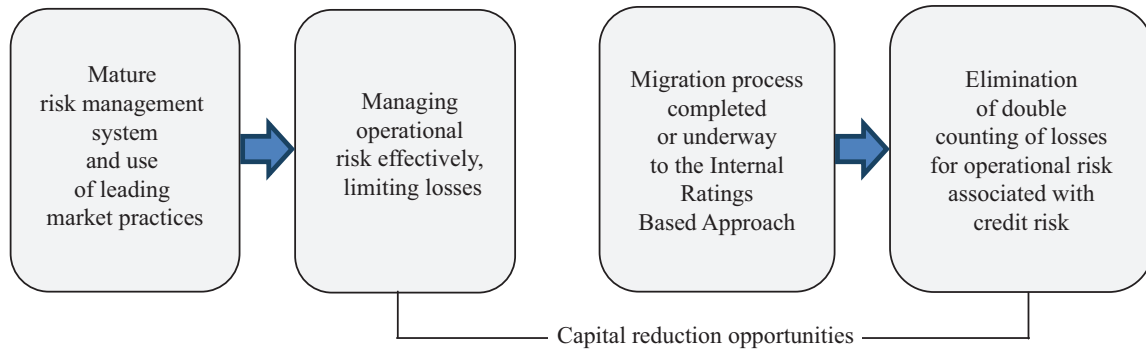 Mature
risk management
system
and use
of leading
market practices
Managing
operational
risk effectively,
limiting losses
Migration process
completed
or underway
to the Internal
Ratings
Based Approach
Elimination
of double
counting of losses
for operational risk
associated with
credit risk
Capital reduction opportunities